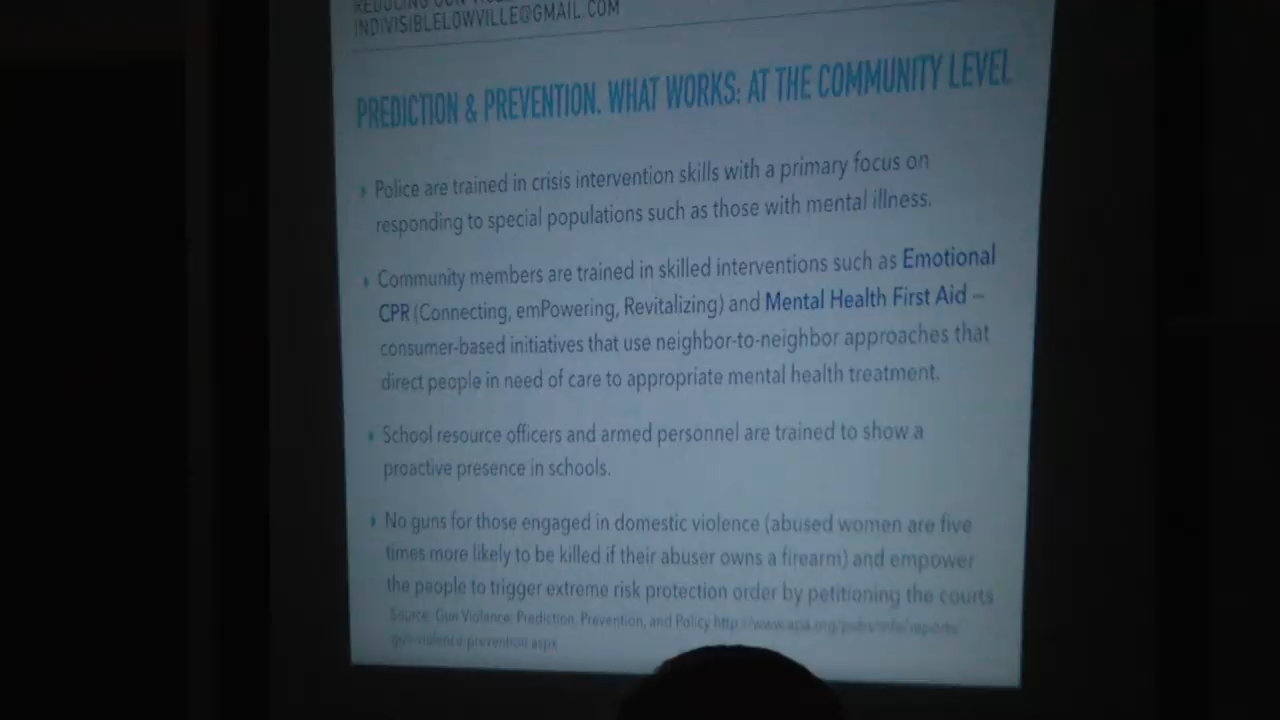 INDIVISIBLELOWVILLE@GMAIL.COM
PREDICTION & PREVENTION. WHAT WORKS: AT THE COMMUNITY LEVEL
Police are trained in crisis intervention skills with a primary focus on
responding to special populations such as those with mental illness.
Community members are trained in skilled interventions such as Emotional
CPR (Connecting, emPowering, Revitalizing) and Mental Health First Aid –
consumer-based initiatives that use neighbor-to-neighbor approaches that
direct people in need of care to appropriate mental health treatment.
School resource officers and armed personnel are trained to show a
proactive presence in schools.
No guns for those engaged in domestic violence (abused women are five
times more likely to be killed if their abuser owns a firearm) and empower
the people to trigger extreme risk protection order by petitioning the courts
Source: Gun Violence: Prediction, Prevention, and Policy http://www.apa.org/pubs/info/reports/
gun-violence-prevention.aspx